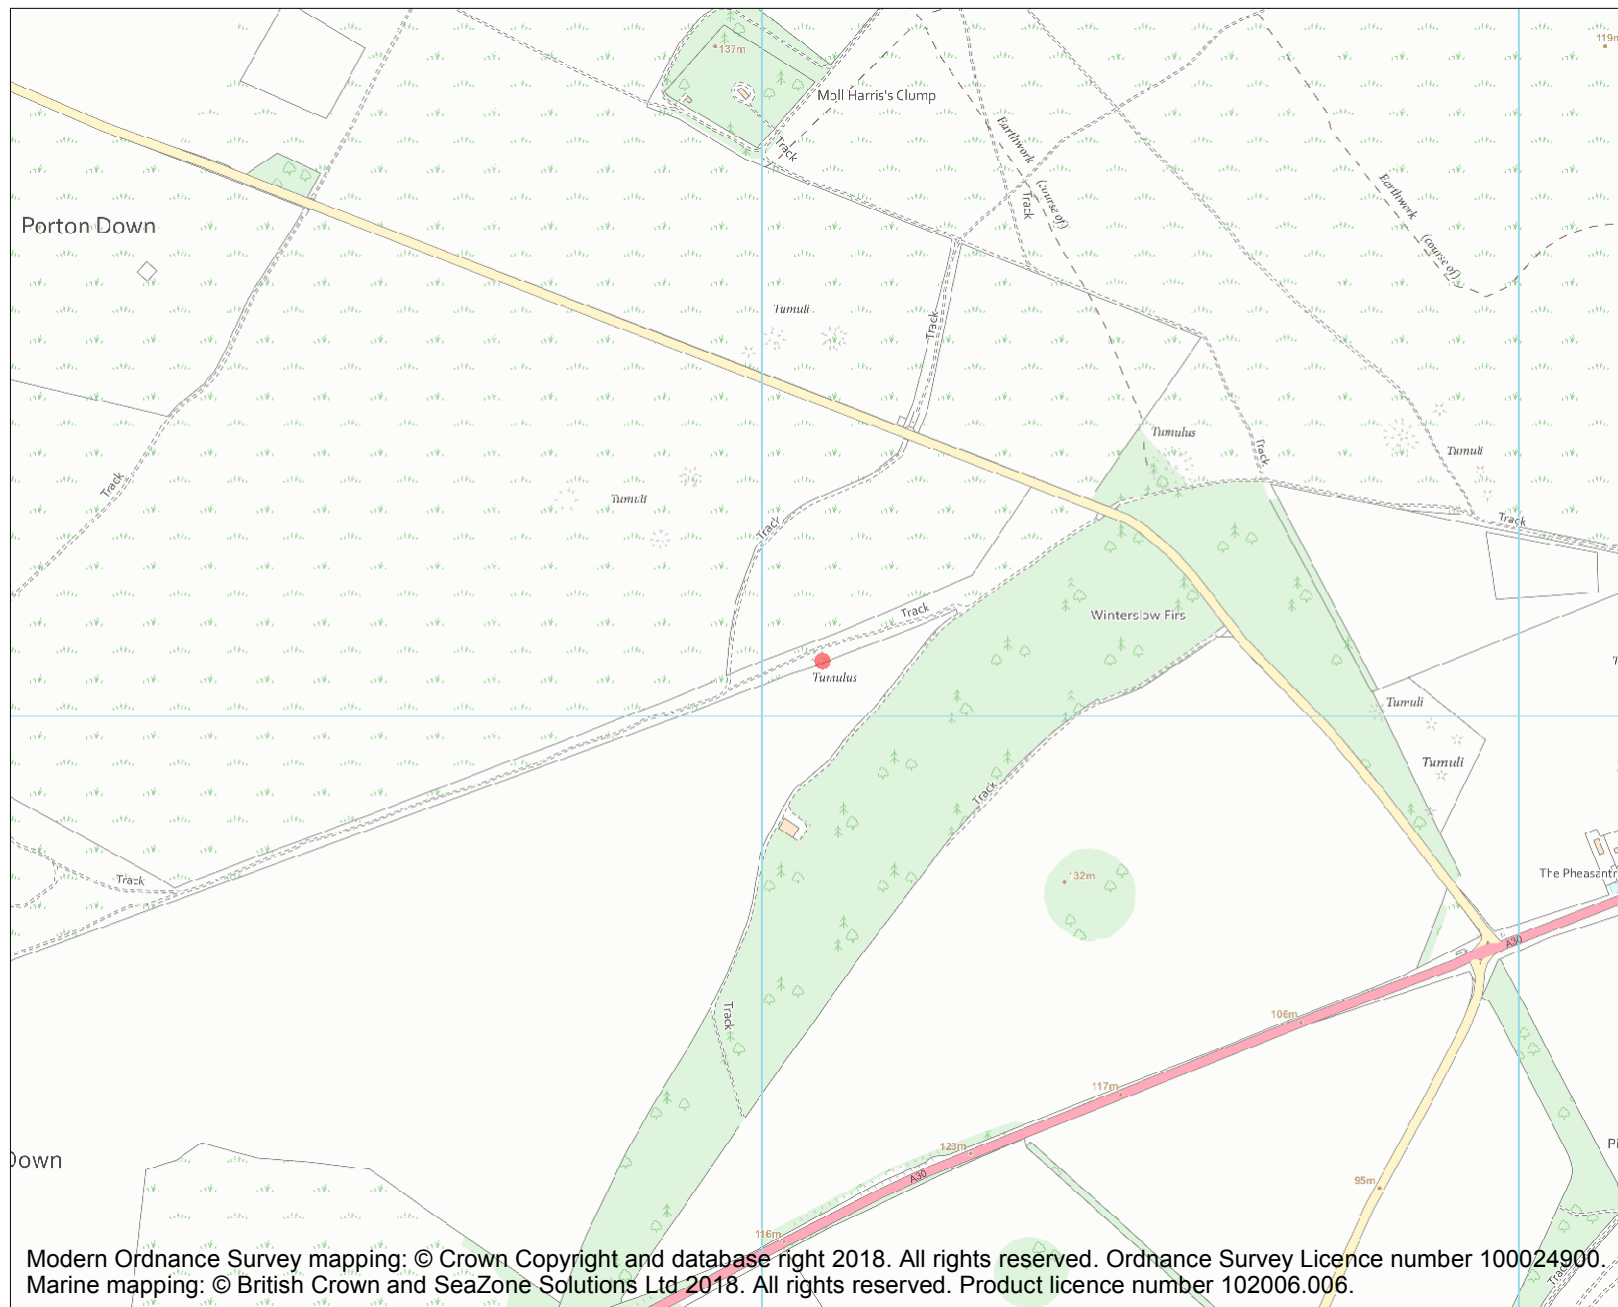 137m
119m
Moll Harris's Clump
Track
Earthwork
(course of)
Track
Earthwork
(course of)
Porton Down
Tumuli
Track
Tumulus
Track
Tumuli
Track
Tumuli
Track
Track
Track
Winterslow Firs
Tumulus
Tumuli
Tumuli
Track
Track
132m
The Pheasantr
A30
Track
106m
117m
123m
A30
Down
Pi
95m
116m
Track
Modern Ordnance Survey mapping: © Crown Copyright and database right 2018. All rights reserved. Ordnance Survey Licence number 100024900.
Marine mapping: © British Crown and SeaZone Solutions Ltd 2018. All rights reserved. Product licence number 102006.006.